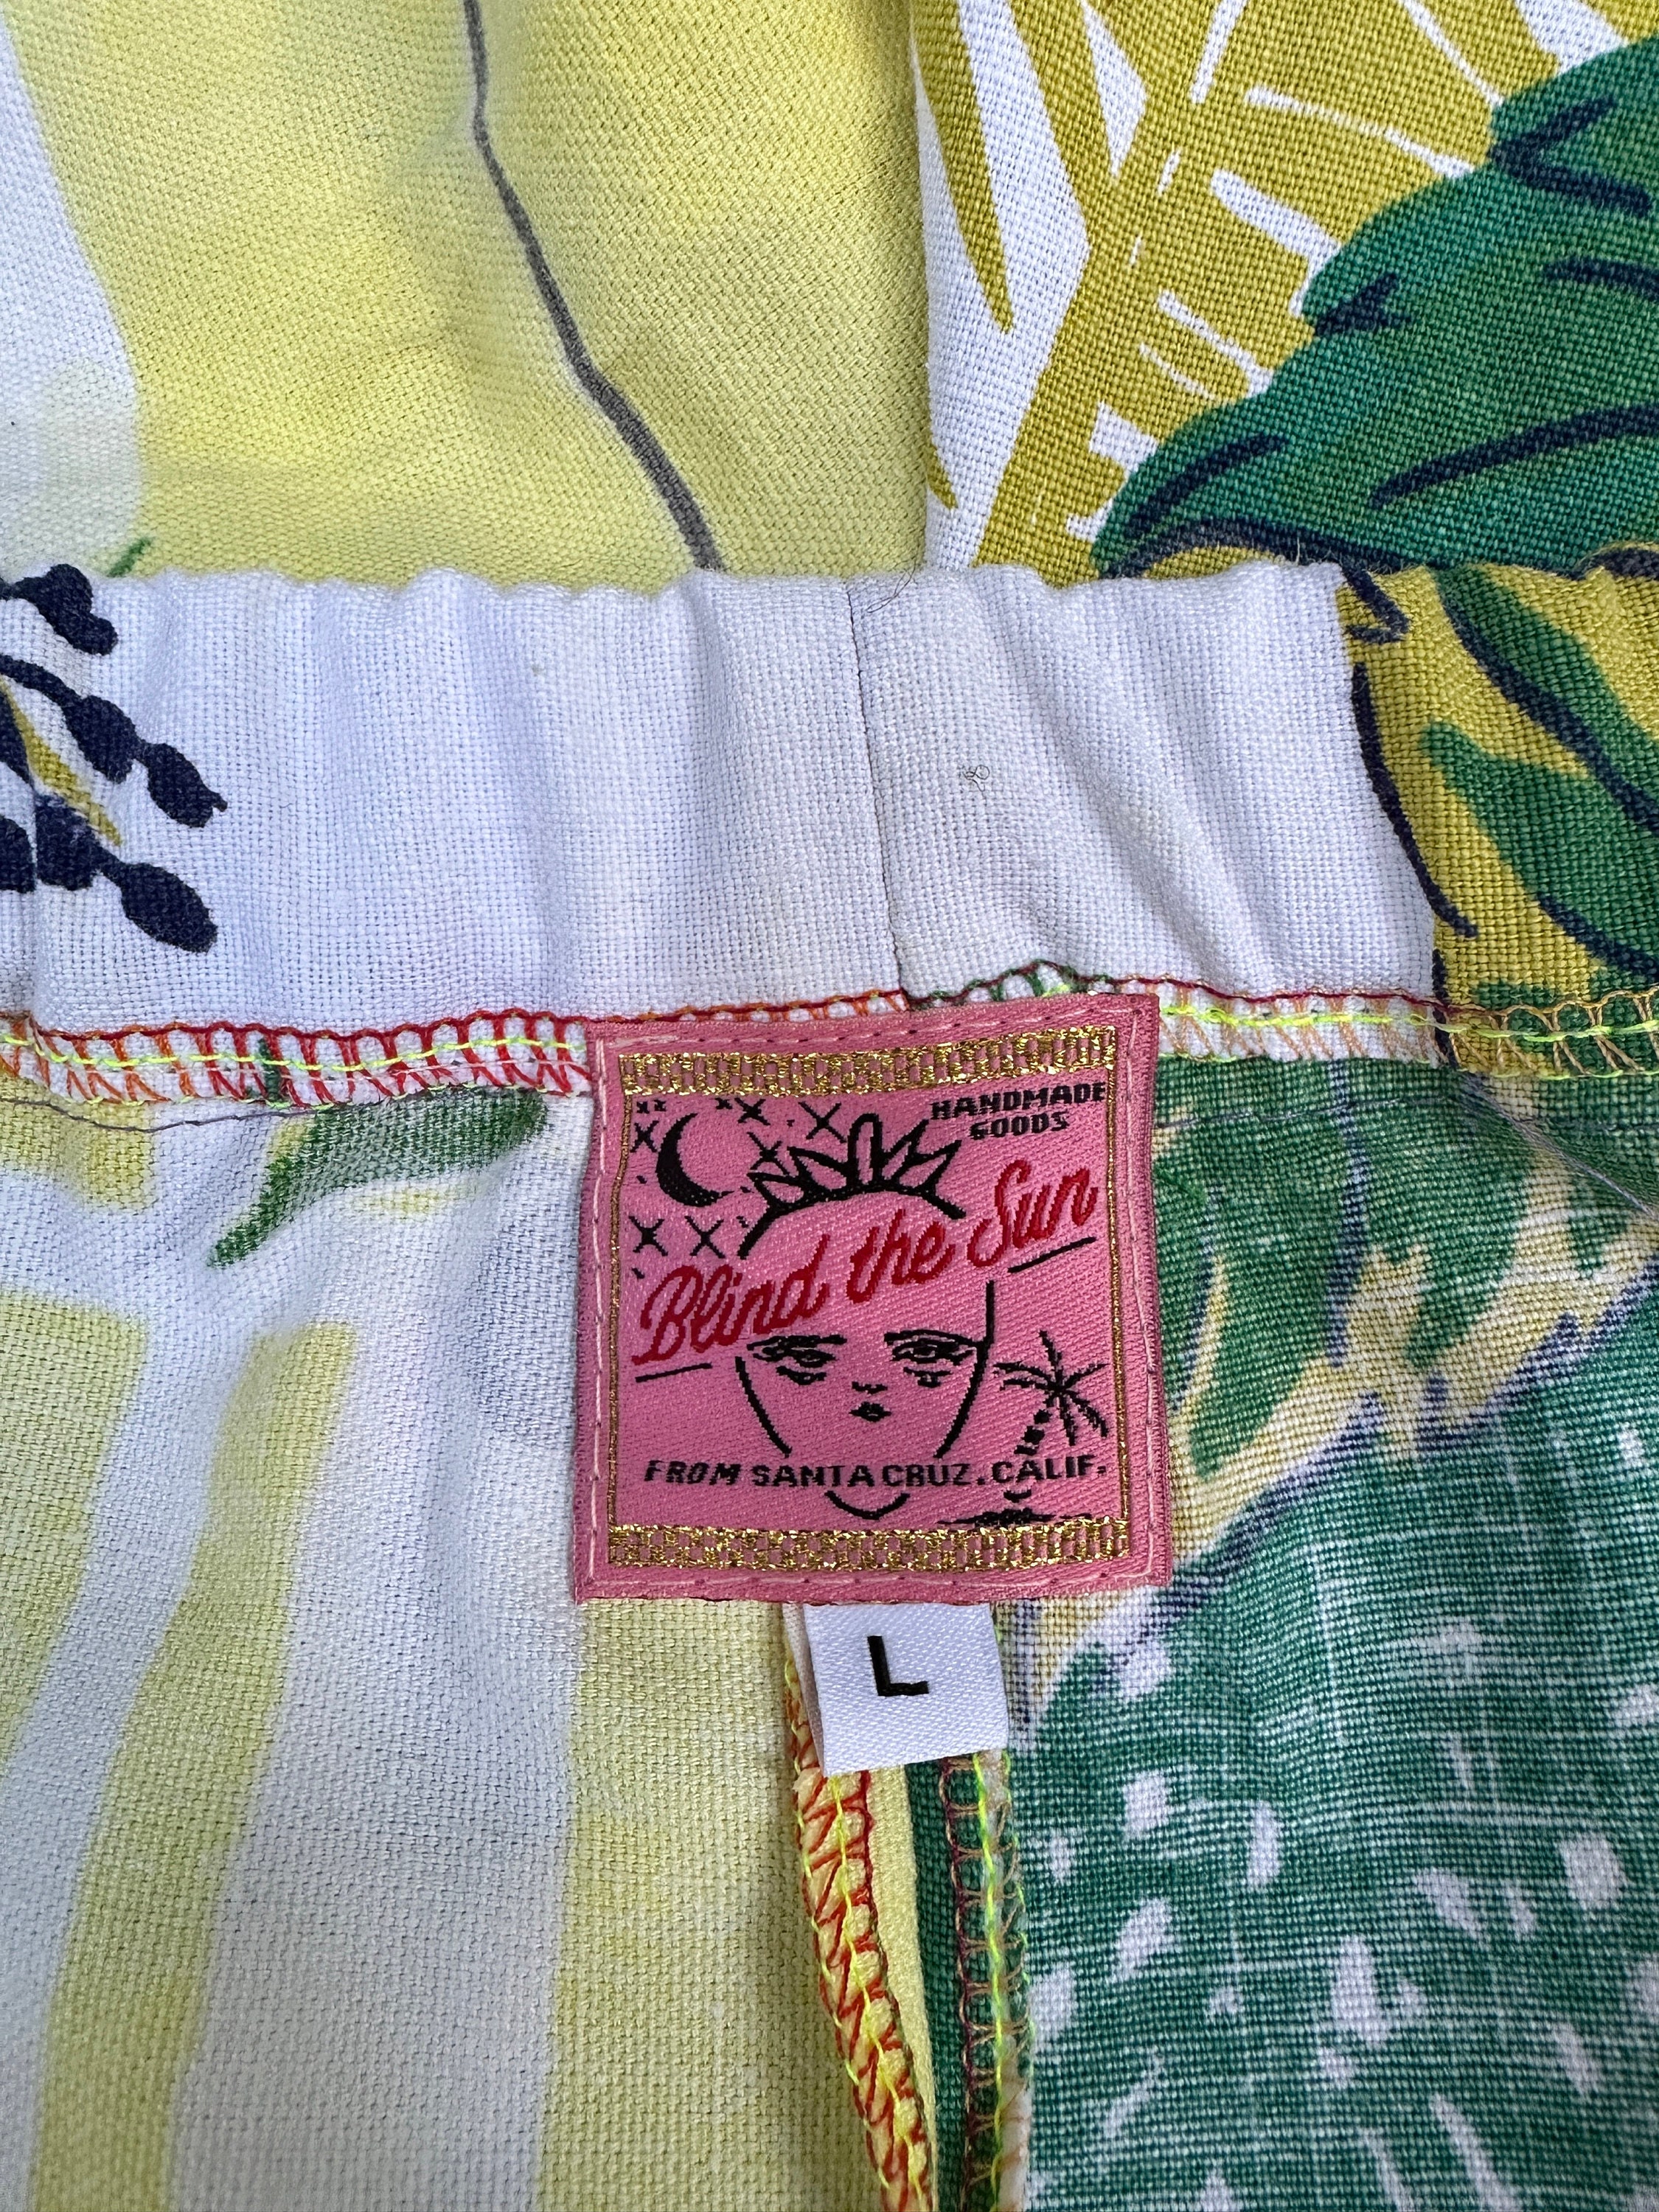 HANDMADE
GOODS
Blind the Sun
FROM SANTA CRUZ, CALIF.
L